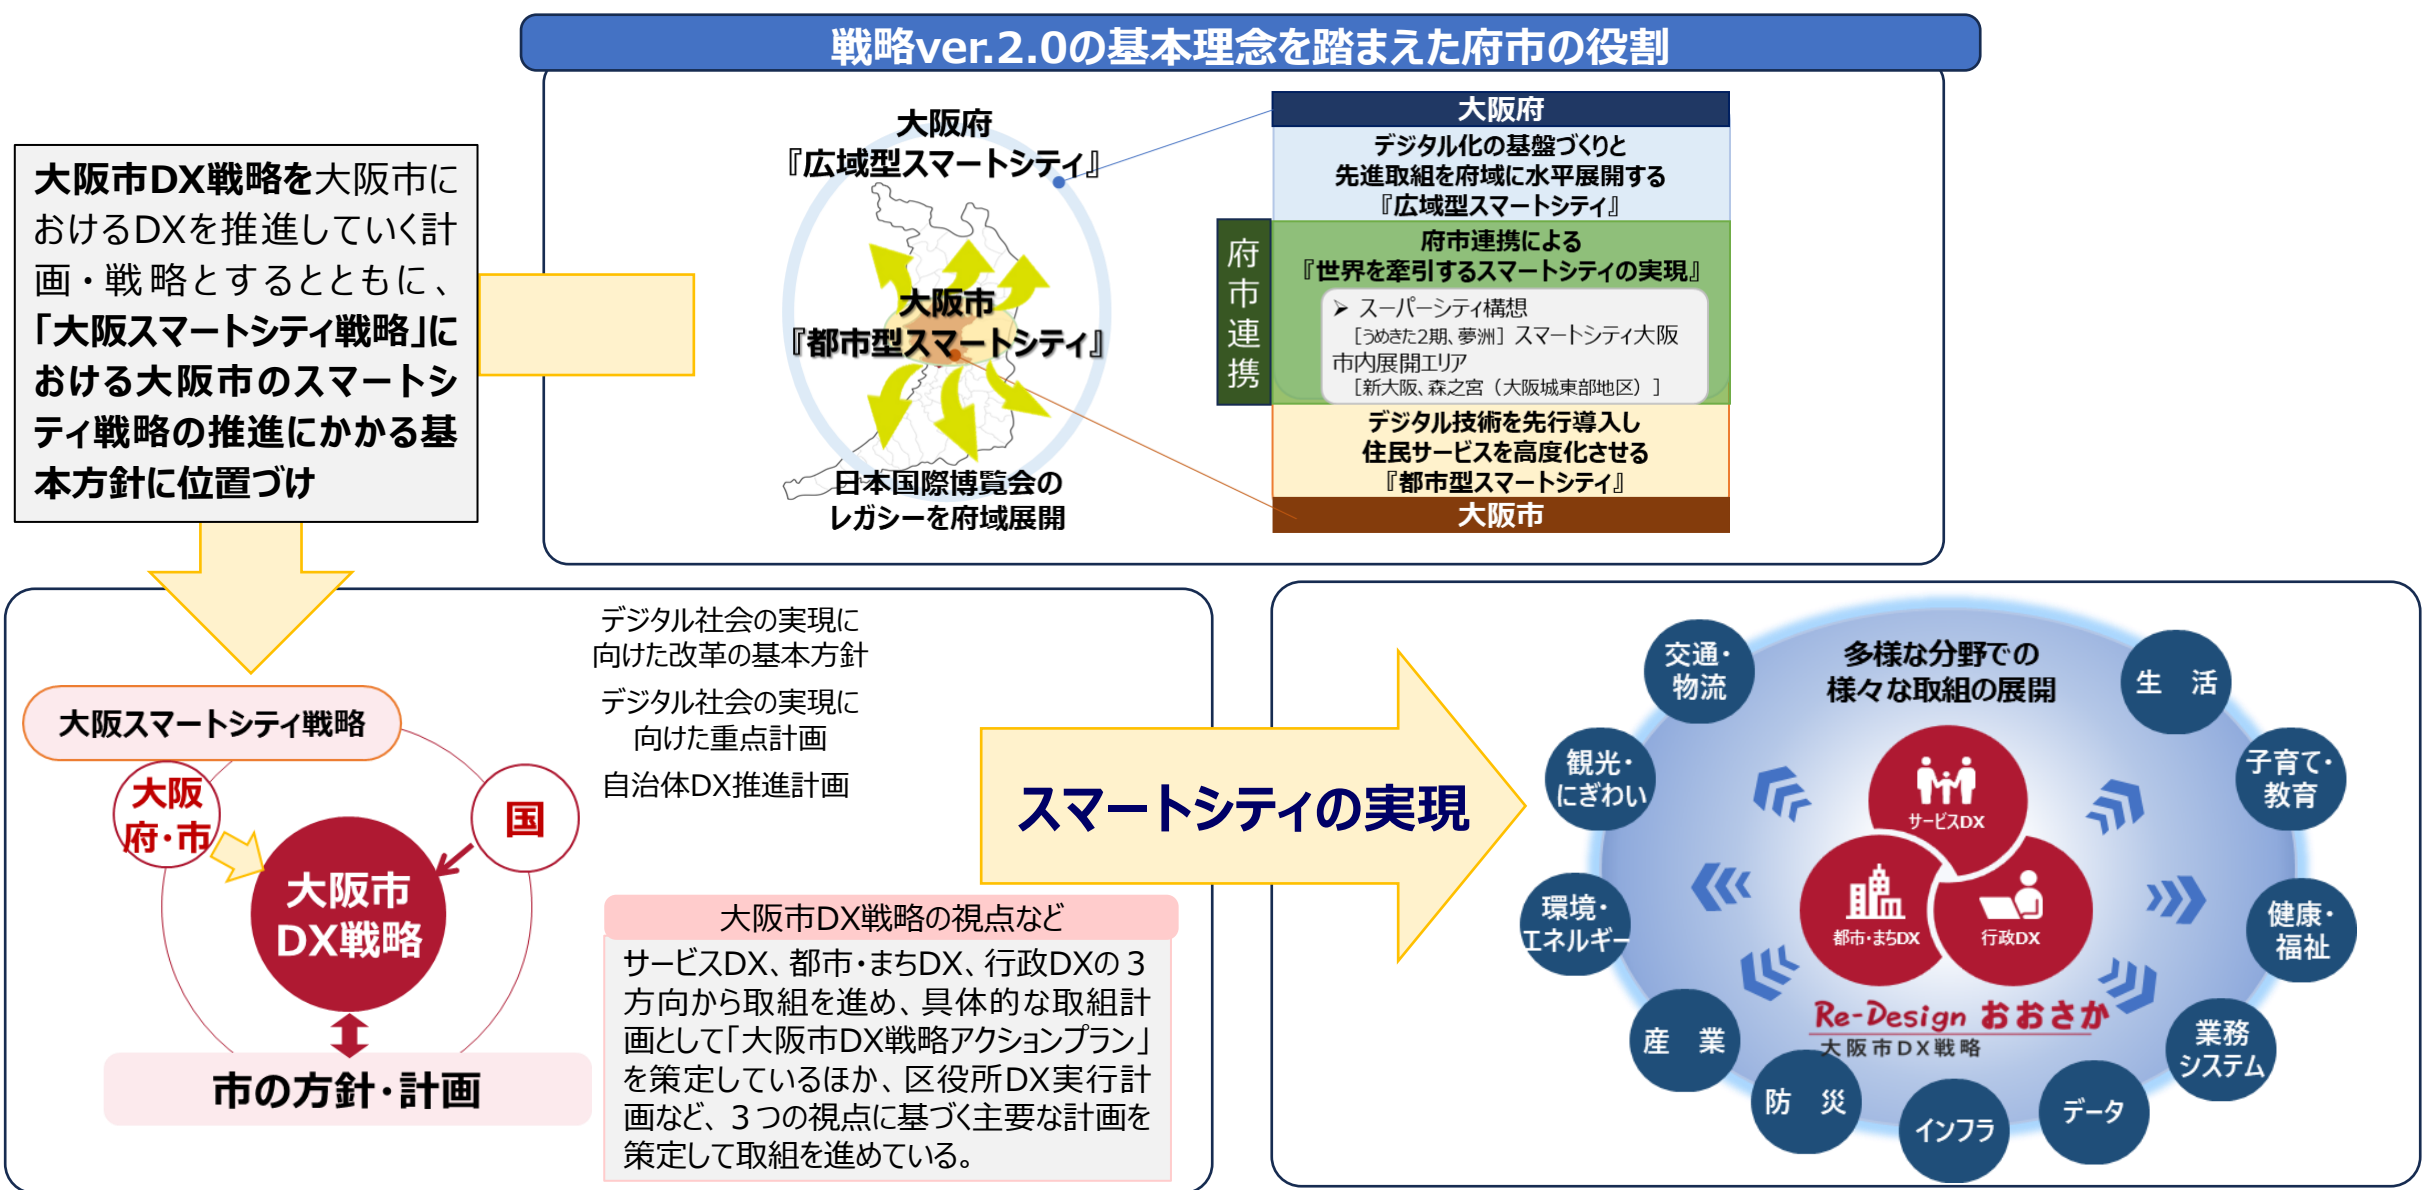 戦略ver.2.0の基本理念を踏まえた府市の役割
大阪市DX戦略を大阪市に
おけるDXを推進していく計
画・戦略とするとともに、
「大阪スマートシティ戦略」に
おける大阪市のスマートシ
ティ戦略の推進にかかる基
本方針に位置づけ
大阪府
『広域型スマートシティ』
大阪市
『都市型スマートシティ』
日本国際博覧会の
レガシーを府域展開
大阪府
デジタル化の基盤づくりと
先進取組を府域に水平展開する
『広域型スマートシティ』
府市連携
府市連携による
『世界を牽引するスマートシティの実現』
➢ スーパーシティ構想
［うめきた2期、夢洲］スマートシティ大阪
市内展開エリア
［新大阪、森之宮（大阪城東部地区）］
デジタル技術を先行導入し
住民サービスを高度化させる
『都市型スマートシティ』
大阪市
デジタル社会の実現に
向けた改革の基本方針
デジタル社会の実現に
向けた重点計画
自治体DX推進計画
大阪スマートシティ戦略
大阪
府・市
国
大阪市
DX戦略
市の方針・計画
大阪市DX戦略の視点など
サービスDX、都市・まちDX、行政DXの３
方向から取組を進め、具体的な取組計
画として「大阪市DX戦略アクションプラン」
を策定しているほか、区役所DX実行計
画など、３つの視点に基づく主要な計画を
策定して取組を進めている。
スマートシティの実現
多様な分野での
様々な取組の展開
交通・
物流
生　活
観光・
にぎわい
子育て・
教育
環境・
エネルギー
健康・
福祉
産　業
業務
システム
防　災
インフラ
データ
サービスDX
都市・まちDX
行政DX
Re-Design おおさか
大阪市DX戦略